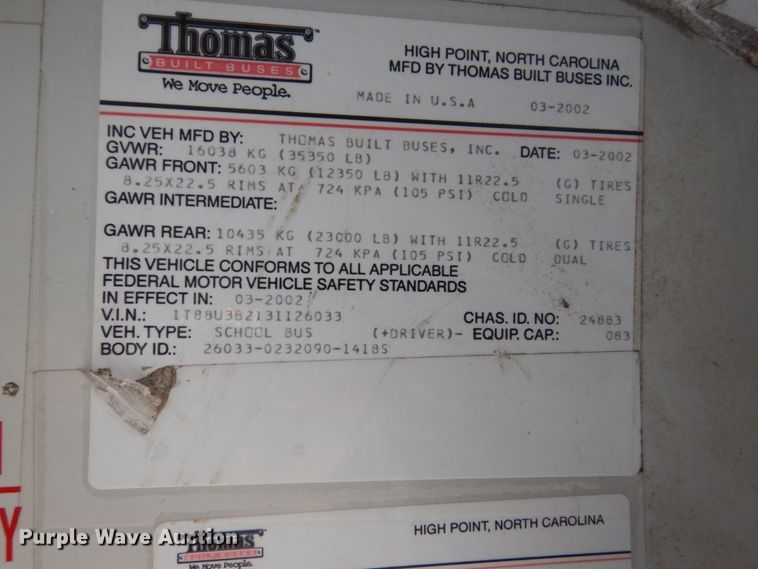 Thomas
BUILT BUSES
We Move People.
HIGH POINT, NORTH CAROLINA
MFD BY THOMAS BUILT BUSES INC.
MADE IN U.S.A 03-2002
INC VEH MFD BY: THOMAS BUILT BUSES, INC. DATE: 03-2002
GVWR: 16038 KG (35350 LB)
GAWR FRONT: 5603 KG (12350 LB) WITH 11R22.5 (G) TIRES
8.25X22.5 RIMS AT 724 KPA (105 PSI) COLD SINGLE
GAWR INTERMEDIATE:
GAWR REAR: 10435 KG (23000 LB) WITH 11R22.5 (G) TIRES
8.25X22.5 RIMS AT 724 KPA (105 PSI) COLD DUAL
THIS VEHICLE CONFORMS TO ALL APPLICABLE
FEDERAL MOTOR VEHICLE SAFETY STANDARDS
IN EFFECT IN: 03-2002
V.I.N.: 1T88U3B2131126033 CHAS. ID. NO: 24883
VEH. TYPE: SCHOOL BUS (+DRIVER)- EQUIP. CAP.: 083
BODY ID.: 26033-0232090-1418S
Y
Purple Wave Auction
Thomas
BUILT BUSES
We Move People.
HIGH POINT, NORTH CAROLINA